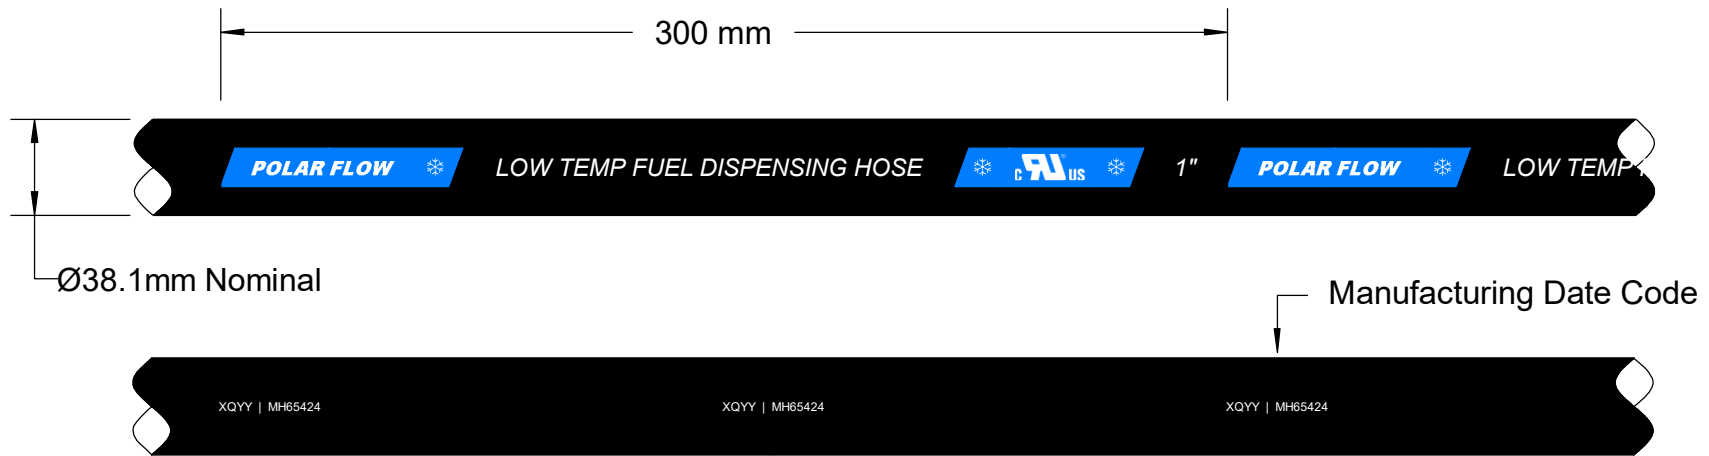 300 mm
POLAR FLOW LOW TEMP FUEL DISPENSING HOSE c RU US 1" POLAR FLOW LOW TEMP
Ø38.1mm Nominal
Manufacturing Date Code
XQYY | MH65424 XQYY | MH65424 XQYY | MH65424